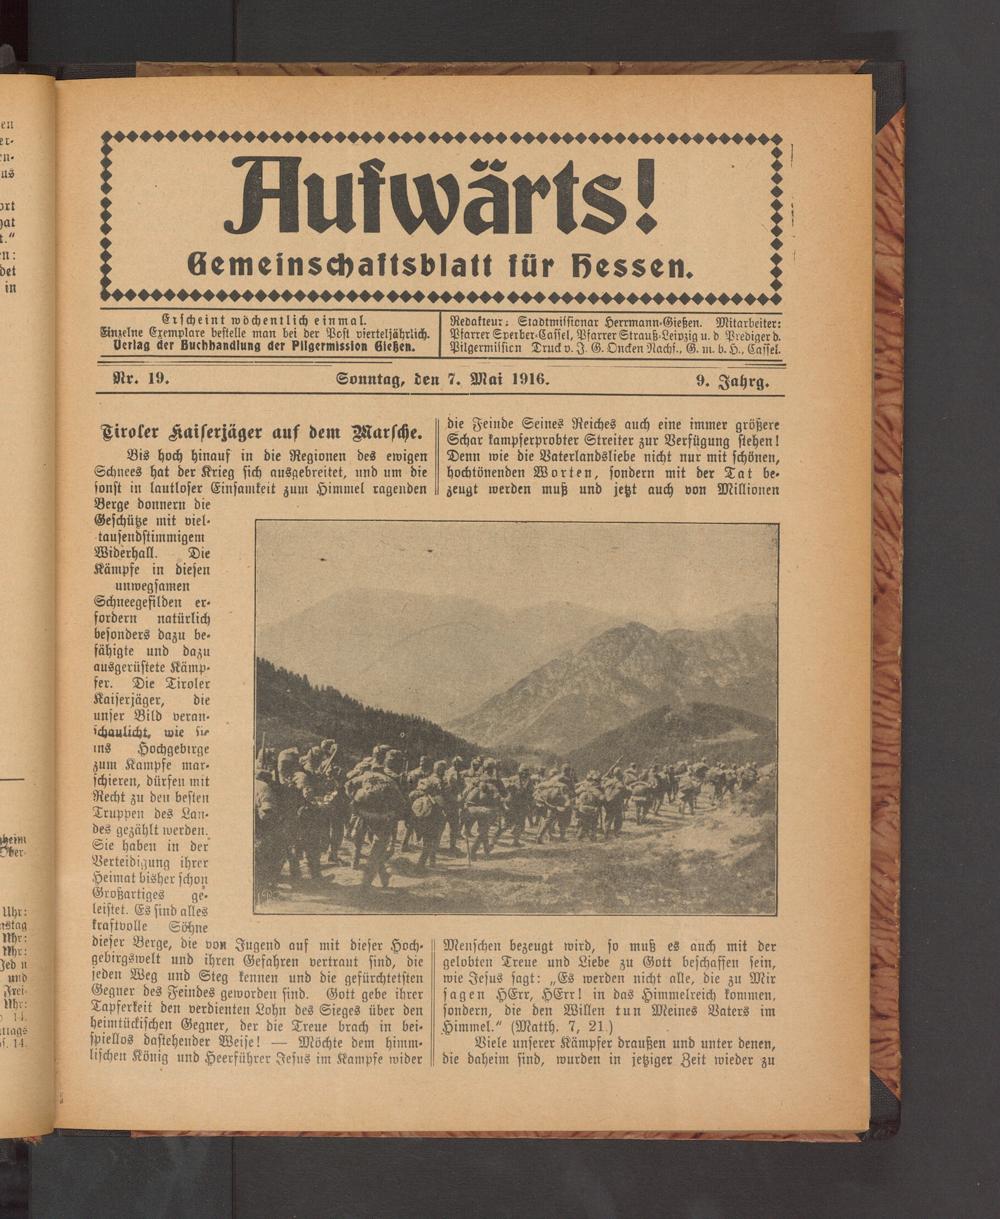 Aufwärts!
Gemeinschaftsblatt für Hessen.
Erscheint wöchentlich einmal.
Einzelne Exemplare bestelle man bei der Post vierteljährlich.
Verlag der Buchhandlung der Pilgermission Gießen.
Redakteur: Stadtmissionar Herrmann-Gießen. Mitarbeiter:
Pfarrer Sperber-Cassel, Pfarrer Strauß-Leipzig u. d Prediger d.
Pilgermission Druck v. J. G. Oncken Nachf., G. m. b. H., Cassel.
Nr. 19.
Sonntag, den 7. Mai 1916.
9. Jahrg.
Tiroler Kaiserjäger auf dem Marsche.
Bis hoch hinauf in die Regionen des ewigen
Schnees hat der Krieg sich ausgebreitet, und um die
sonst in lautloser Einsamkeit zum Himmel ragenden
Berge donnern die
Geschütze mit viel-
tausendstimmigem
Widerhall. Die
Kämpfe in diesen
unwegsamen
Schneegefilden er-
fordern natürlich
besonders dazu be-
fähigte und dazu
ausgerüstete Kämp-
fer. Die Tiroler
Kaiserjäger, die
unser Bild veran-
schaulicht, wie sie
ins Hochgebirge
zum Kampfe mar-
schieren, dürfen mit
Recht zu den besten
Truppen des Lan-
des gezählt werden.
Sie haben in der
Verteidigung ihrer
Heimat bisher schon
Großartiges ge-
leistet. Es sind alles
kraftvolle Söhne
dieser Berge, die von Jugend auf mit dieser Hoch-
gebirgswelt und ihren Gefahren vertraut sind, die
jeden Weg und Steg kennen und die gefürchtetsten
Gegner des Feindes geworden sind. Gott gebe ihrer
Tapferkeit den verdienten Lohn des Sieges über den
heimtückischen Gegner, der die Treue brach in bei-
spiellos dastehender Weise! — Möchte dem himm-
lischen König und Heerführer Jesus im Kampfe wider
die Feinde Seines Reiches auch eine immer größere
Schar kampferprobter Streiter zur Verfügung stehen!
Denn wie die Vaterlandsliebe nicht nur mit schönen,
hochtönenden Worten, sondern mit der Tat be-
zeugt werden muß und jetzt auch von Millionen
Menschen bezeugt wird, so muß es auch mit der
gelobten Treue und Liebe zu Gott beschaffen sein,
wie Jesus sagt: „Es werden nicht alle, die zu Mir
sagen HErr, HErr! in das Himmelreich kommen,
sondern, die den Willen tun Meines Vaters im
Himmel.“ (Matth. 7, 21.)
Viele unserer Kämpfer draußen und unter denen,
die daheim sind, wurden in jetziger Zeit wieder zu